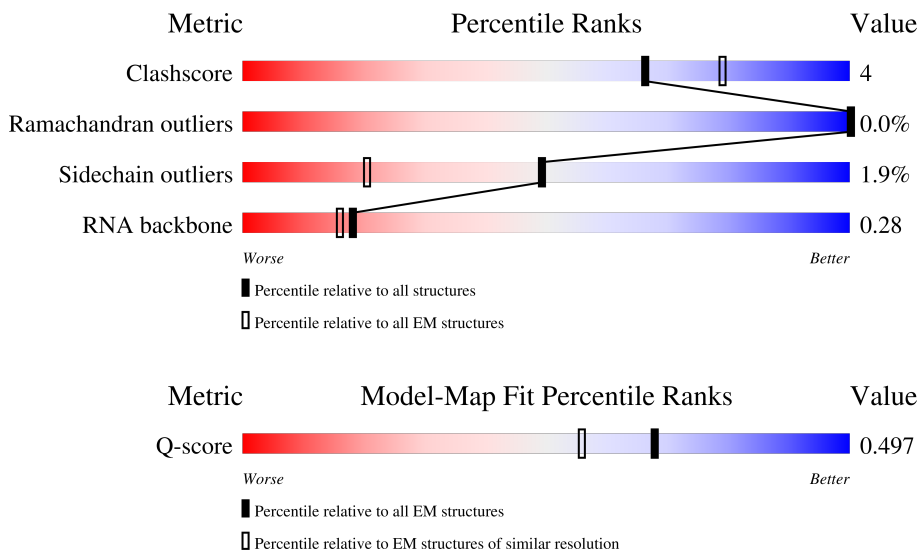 Metric Percentile Ranks Value
Clashscore 4
Ramachandran outliers 0.0%
Sidechain outliers 1.9%
RNA backbone 0.28
Worse Better
Percentile relative to all structures
Percentile relative to all EM structures
Metric Model-Map Fit Percentile Ranks Value
Q-score 0.497
Worse Better
Percentile relative to all EM structures
Percentile relative to EM structures of similar resolution